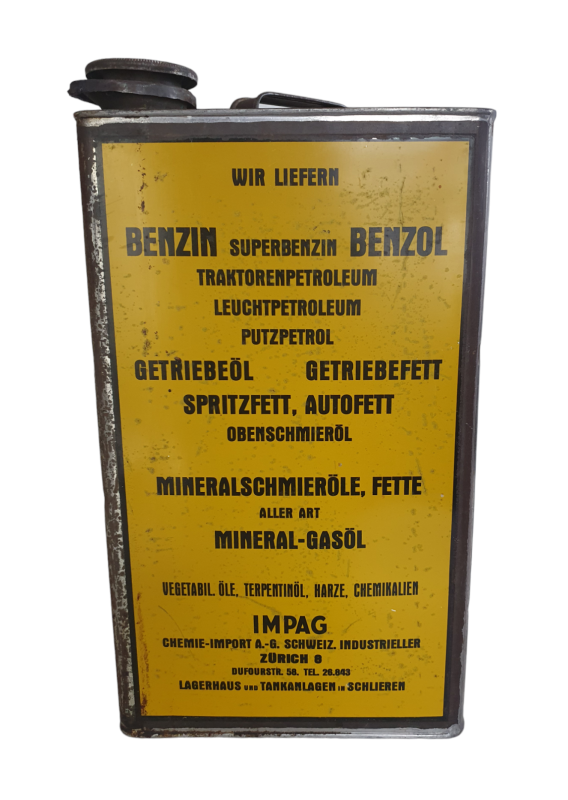 WIR LIEFERN
BENZIN SUPERBENZIN BENZOL
TRAKTORENPETROLEUM
LEUCHTPETROLEUM
PUTZPETROL
GETRIEBEÖL GETRIEBEFETT
SPRITZFETT, AUTOFETT
OBENSCHMIERÖL
MINERALSCHMIERÖLE, FETTE
ALLER ART
MINERAL-GASÖL
VEGETABIL. ÖLE, TERPENTINÖL, HARZE, CHEMIKALIEN
IMPAG
CHEMIE-IMPORT A.-G. SCHWEIZ. INDUSTRIELLER
ZÜRICH 8
DUFOURSTR. 56. TEL. 26.843
LAGERHAUS UND TANKANLAGEN IN SCHLIEREN